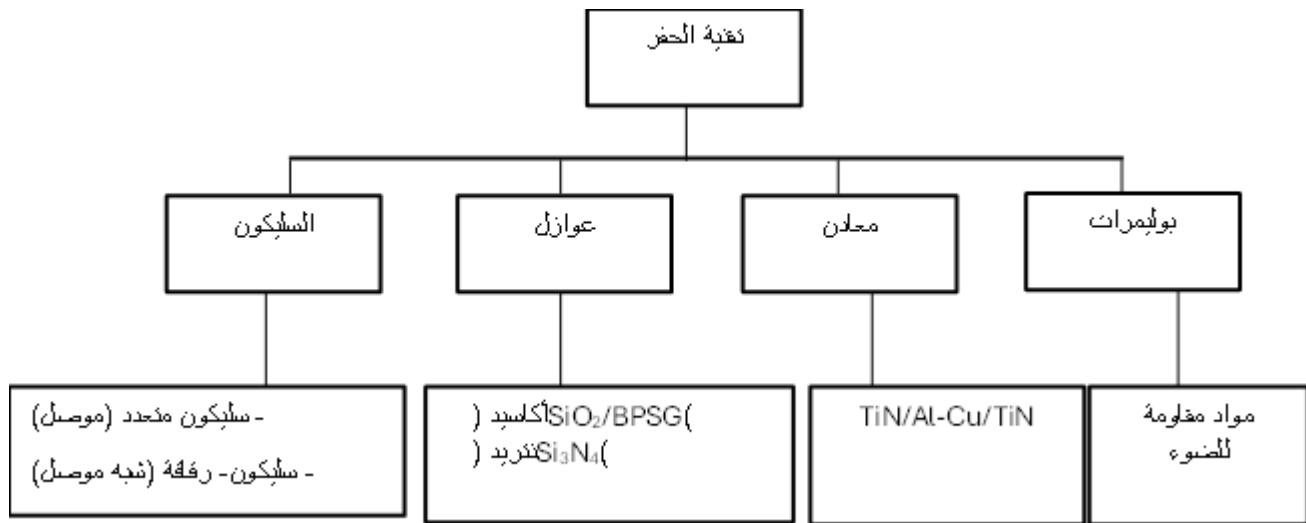 تقنية الحفر
السليكون
عوازل
معادن
بوليمرات
- سليكون متعدد (موصل)
- سليكون- رقاقة (شبه موصل)
أكاسيد (SiO₂/BPSG)
نتريد (Si₃N₄)
TiN/Al-Cu/TiN
مواد مقاومة
للضوء